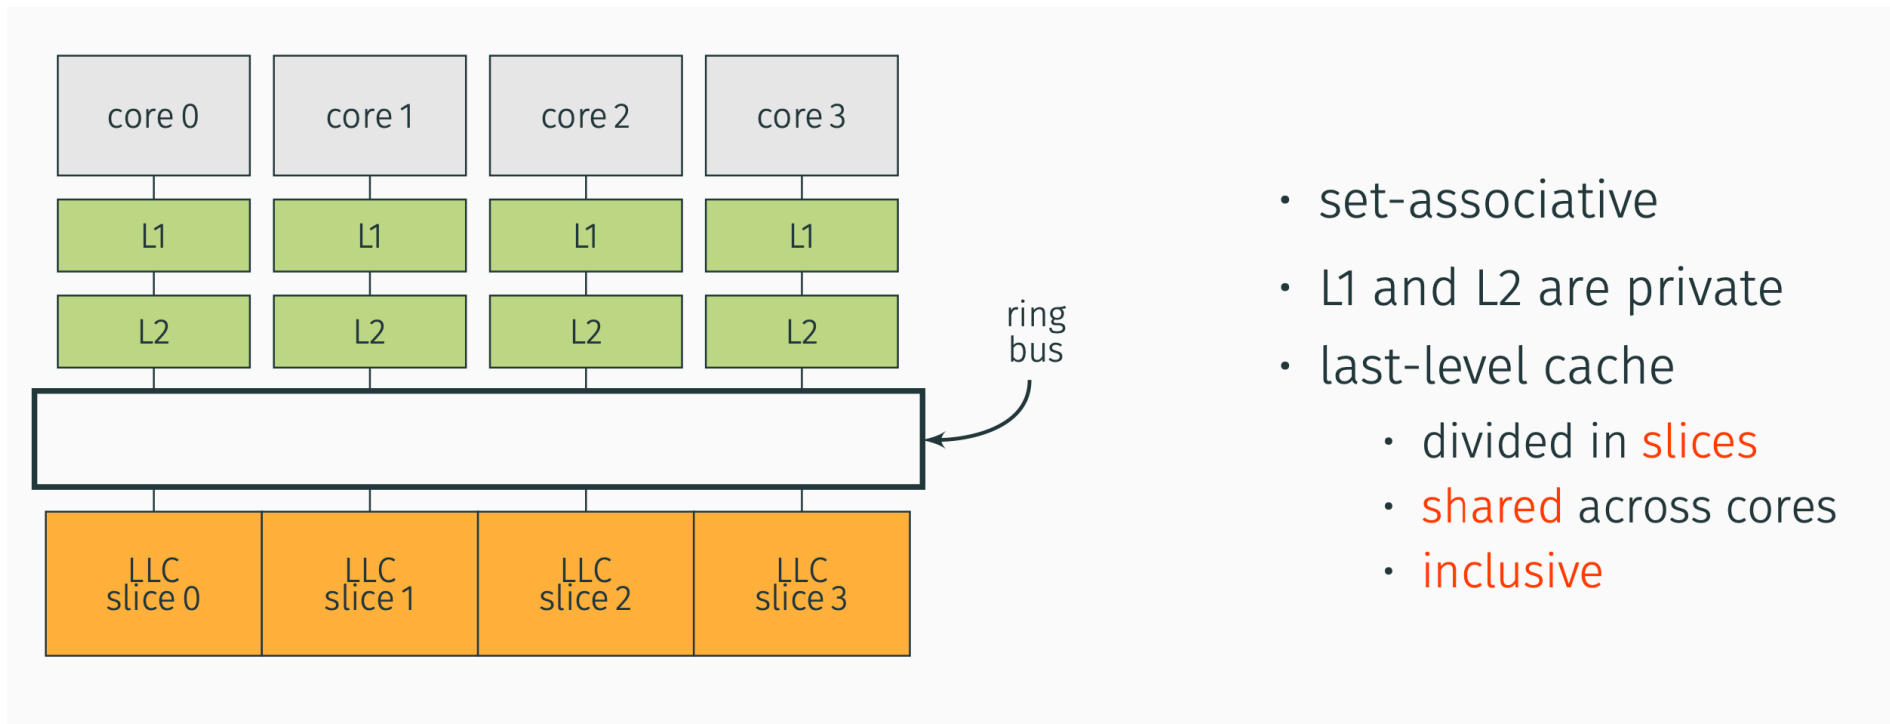 core 0
core 1
core 2
core 3
L1
L1
L1
L1
L2
L2
L2
L2
ring
bus
LLC
slice 0
LLC
slice 1
LLC
slice 2
LLC
slice 3
· set-associative
· L1 and L2 are private
· last-level cache
· divided in slices
· shared across cores
· inclusive